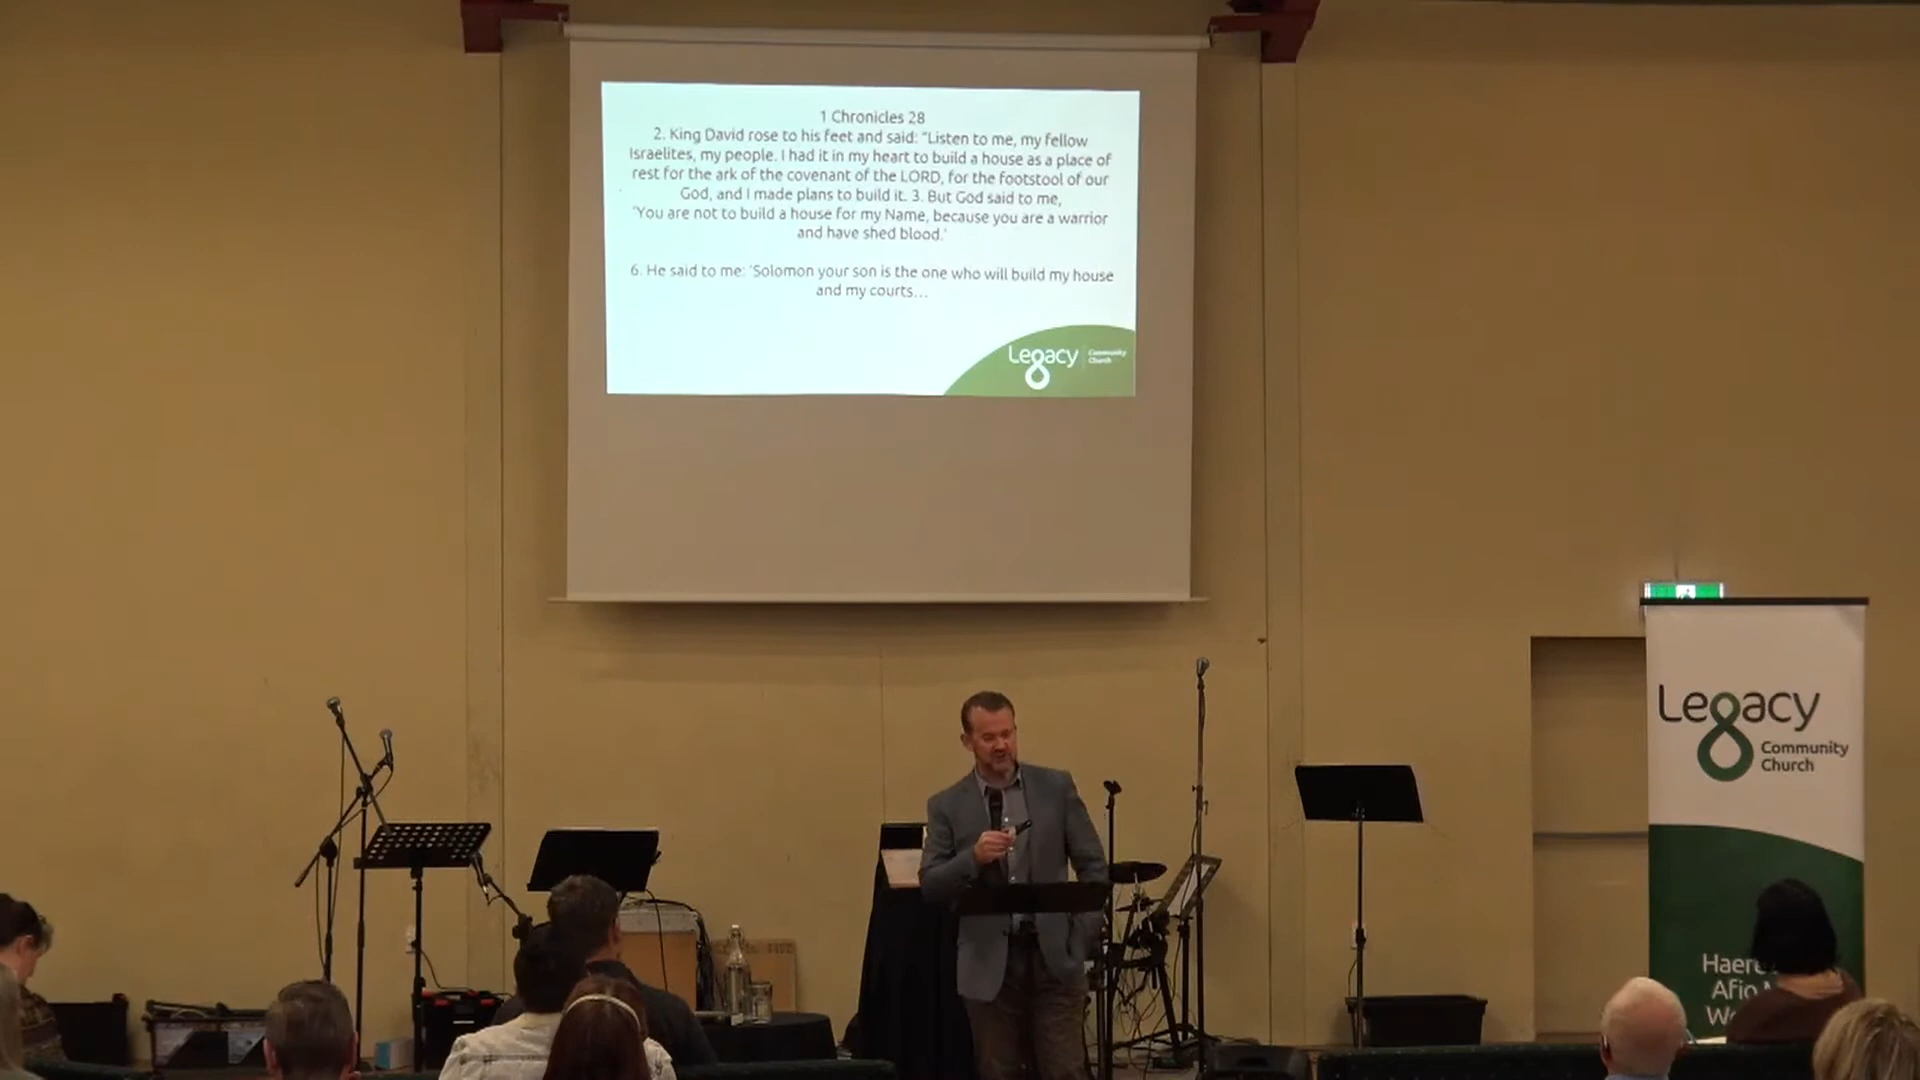 1 Chronicles 28
2. King David rose to his feet and said: "Listen to me, my fellow
Israelites, my people. I had it in my heart to build a house as a place of
rest for the ark of the covenant of the LORD, for the footstool of our
God, and I made plans to build it. 3. But God said to me,
'You are not to build a house for my Name, because you are a warrior
and have shed blood.'
6. He said to me: 'Solomon your son is the one who will build my house
and my courts...
Legacy
Community
Church
Legacy
Community
Church
Afio